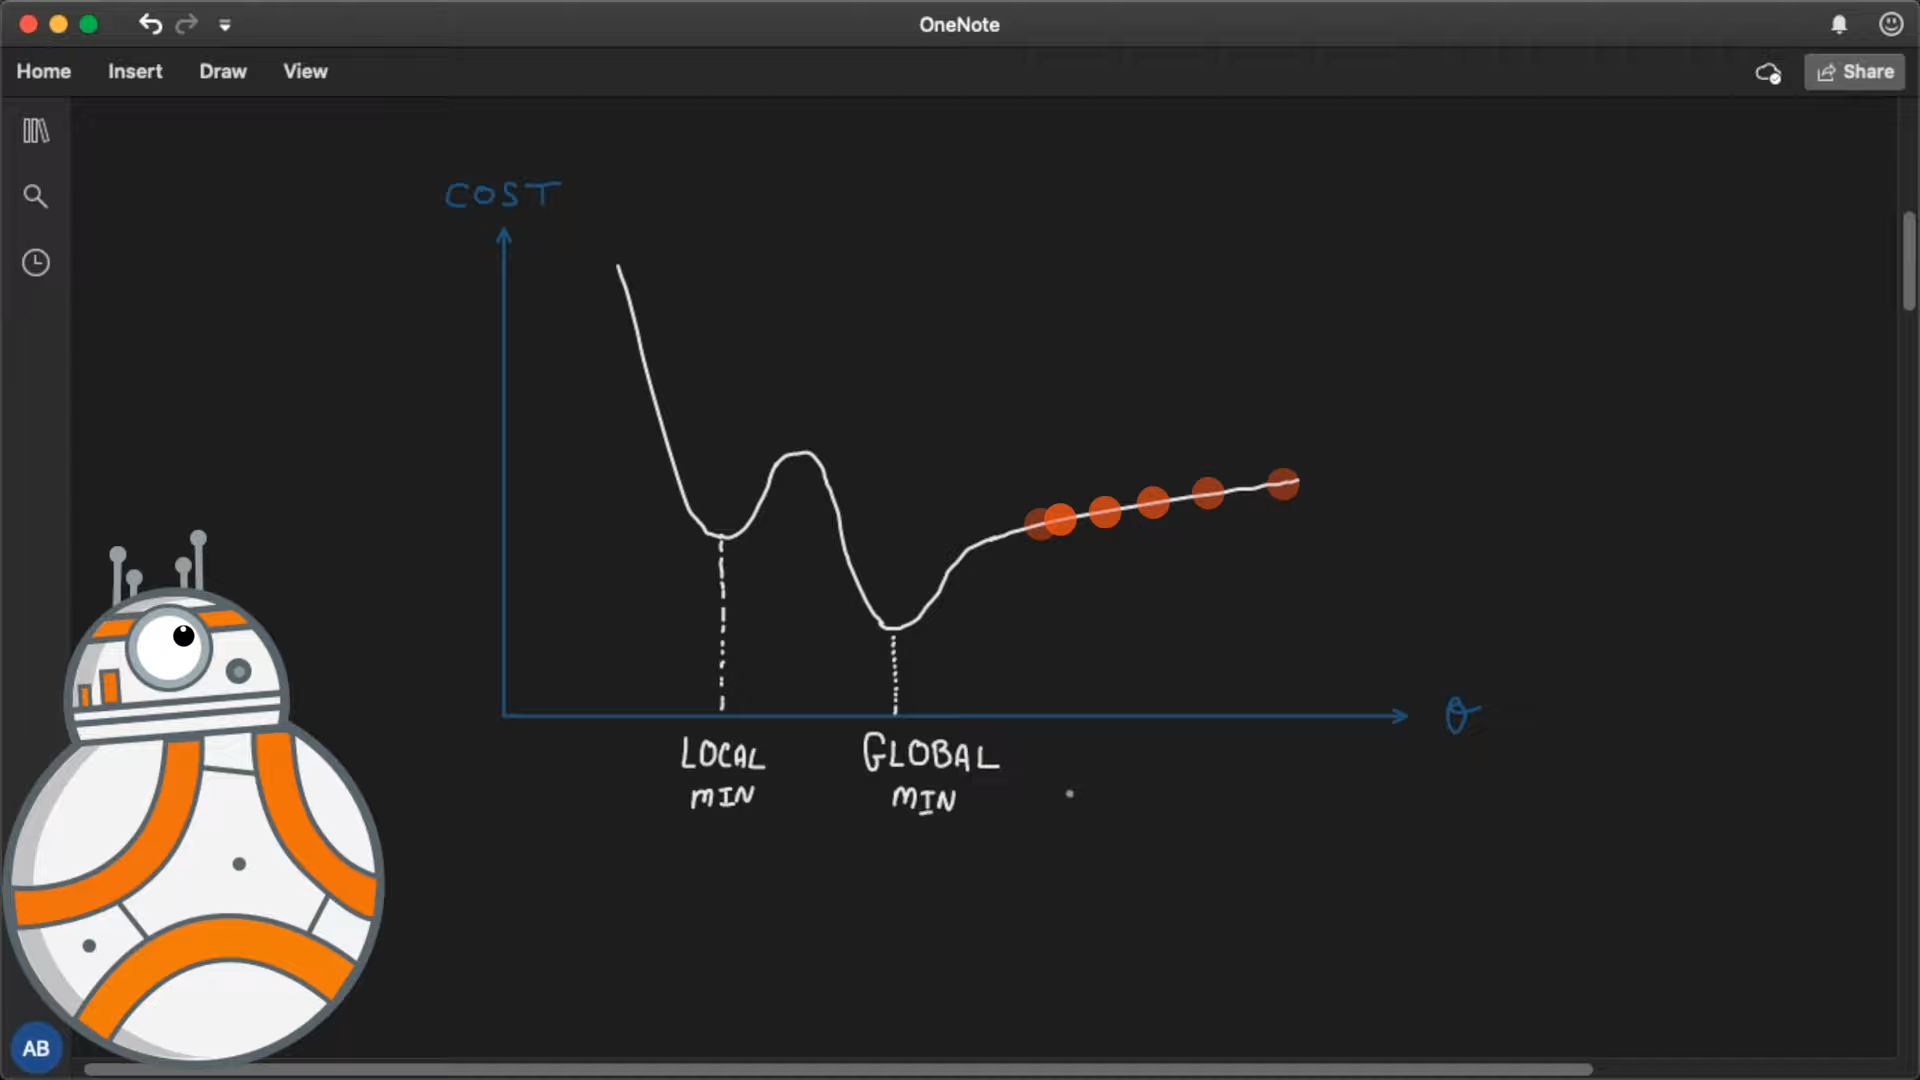 OneNote
Home Insert Draw View
Share
COST
θ
LOCAL
MIN
GLOBAL
MIN
AB